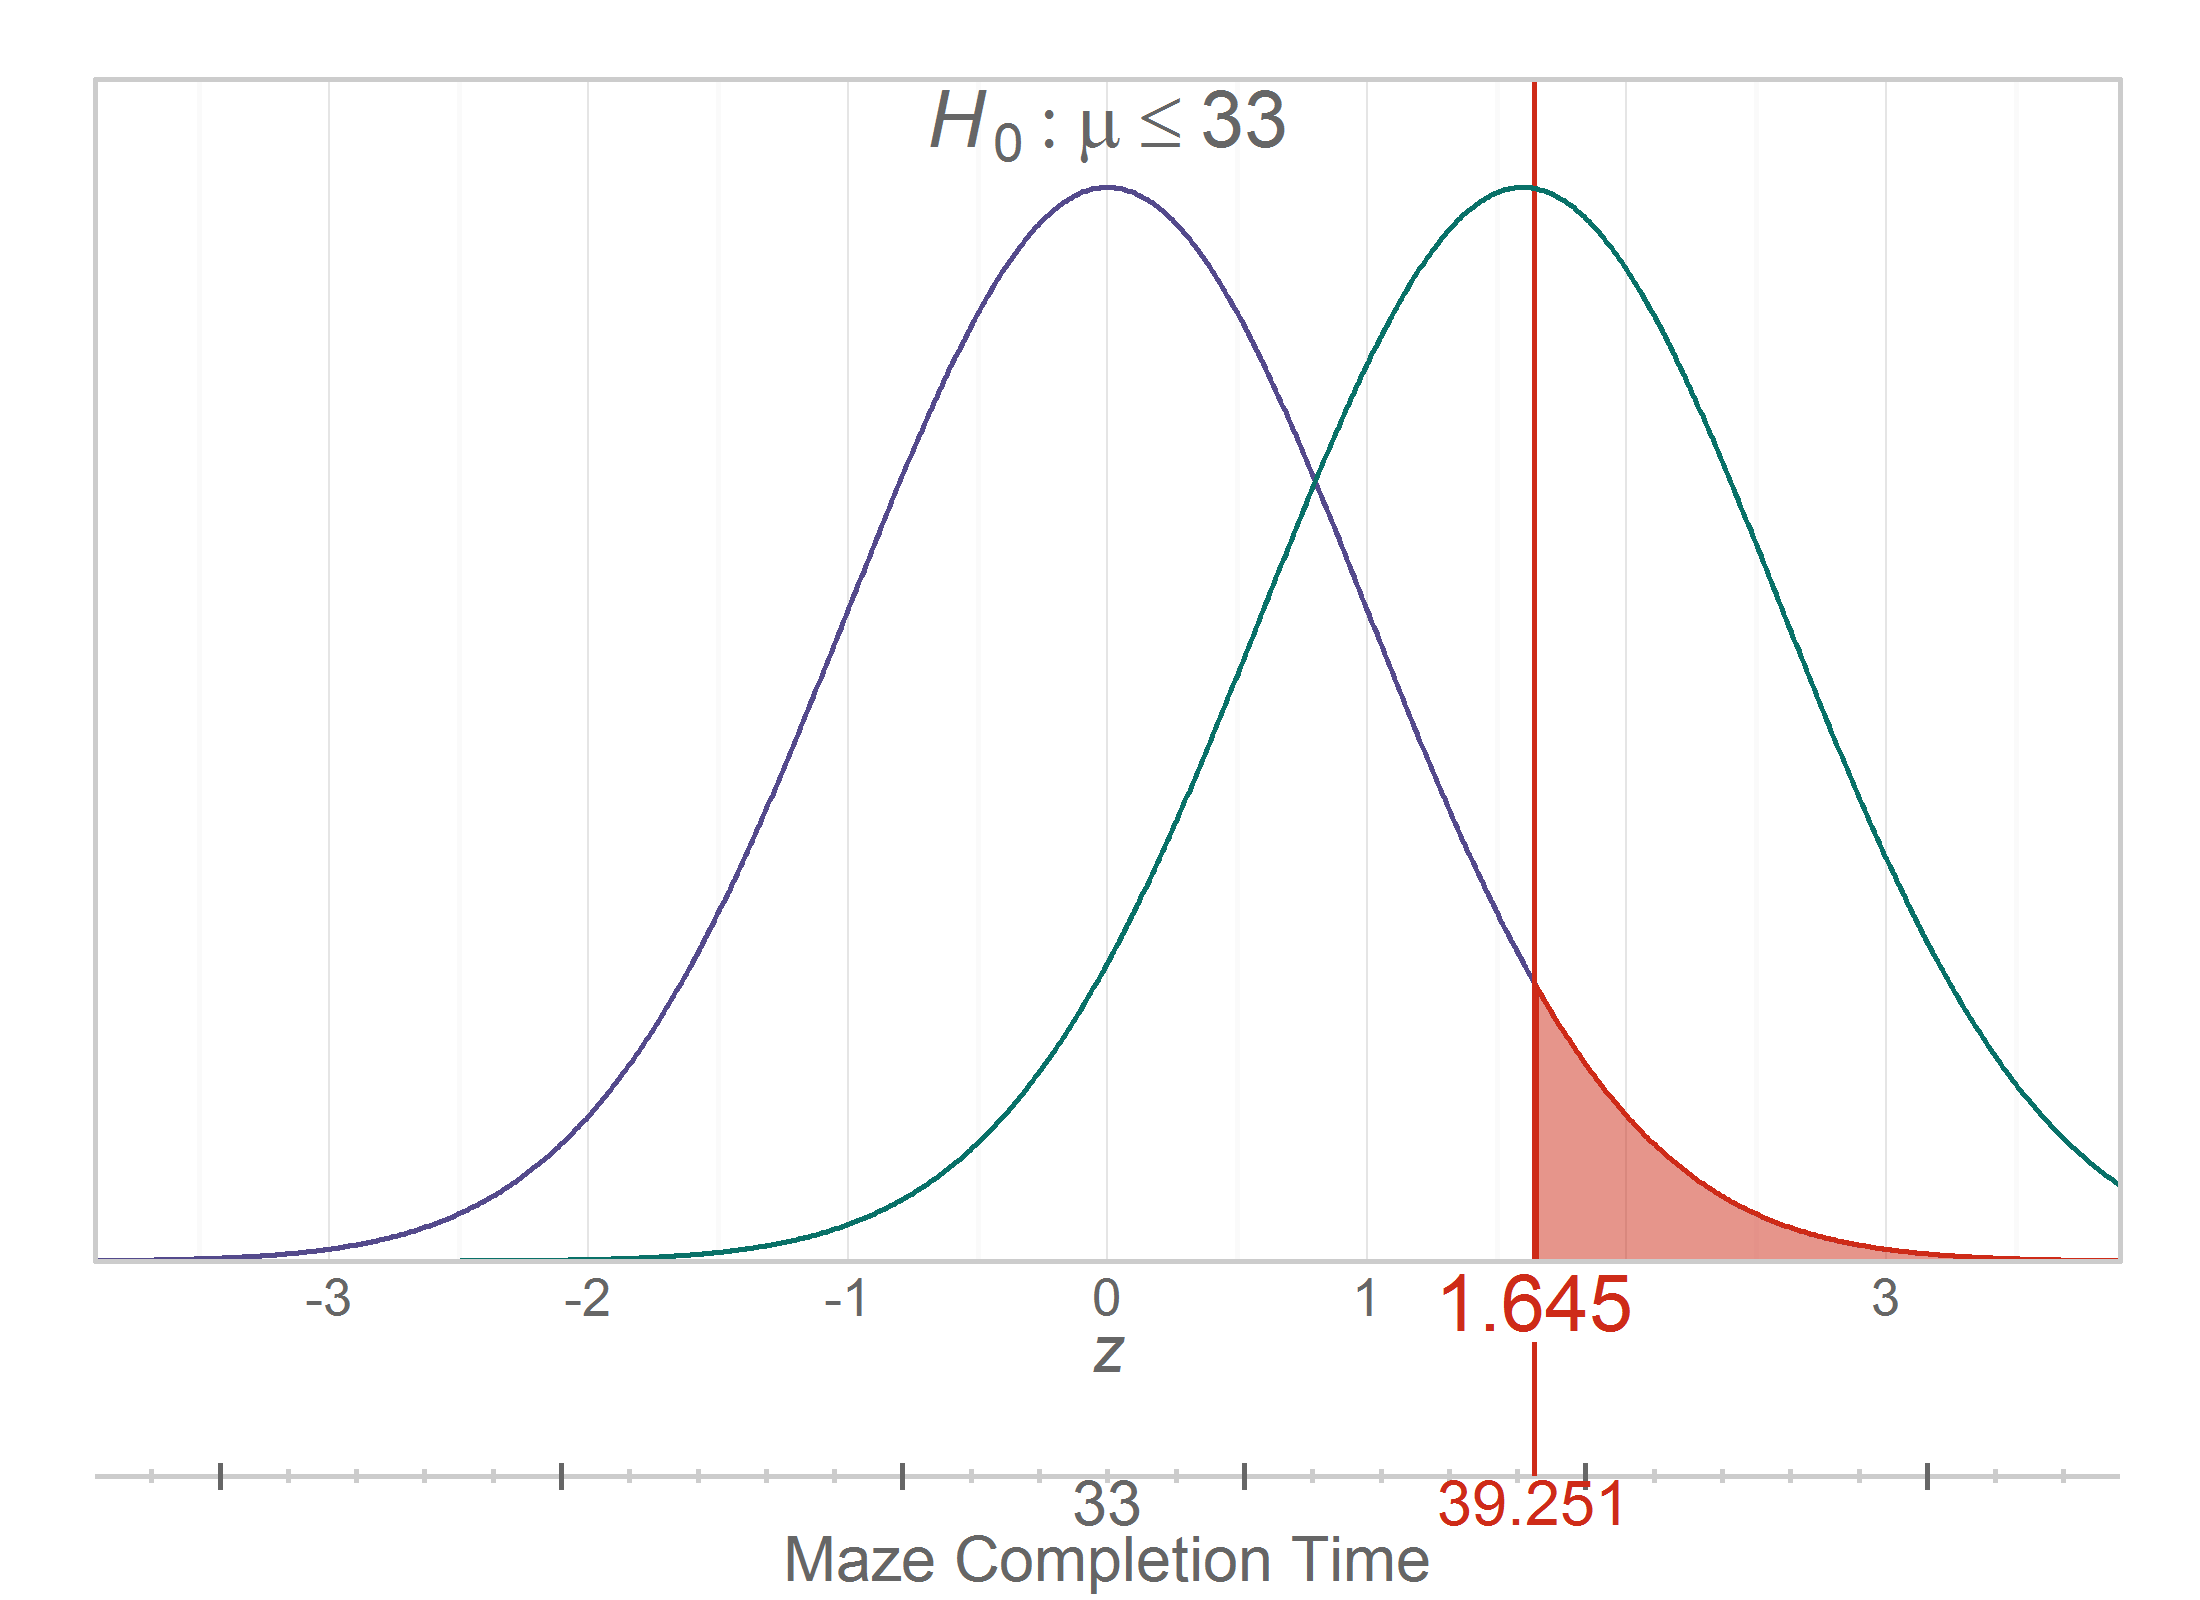 H0 : μ ≤ 33
-3 -2 -1 0 1 1.645 3
z
33 39.251
Maze Completion Time